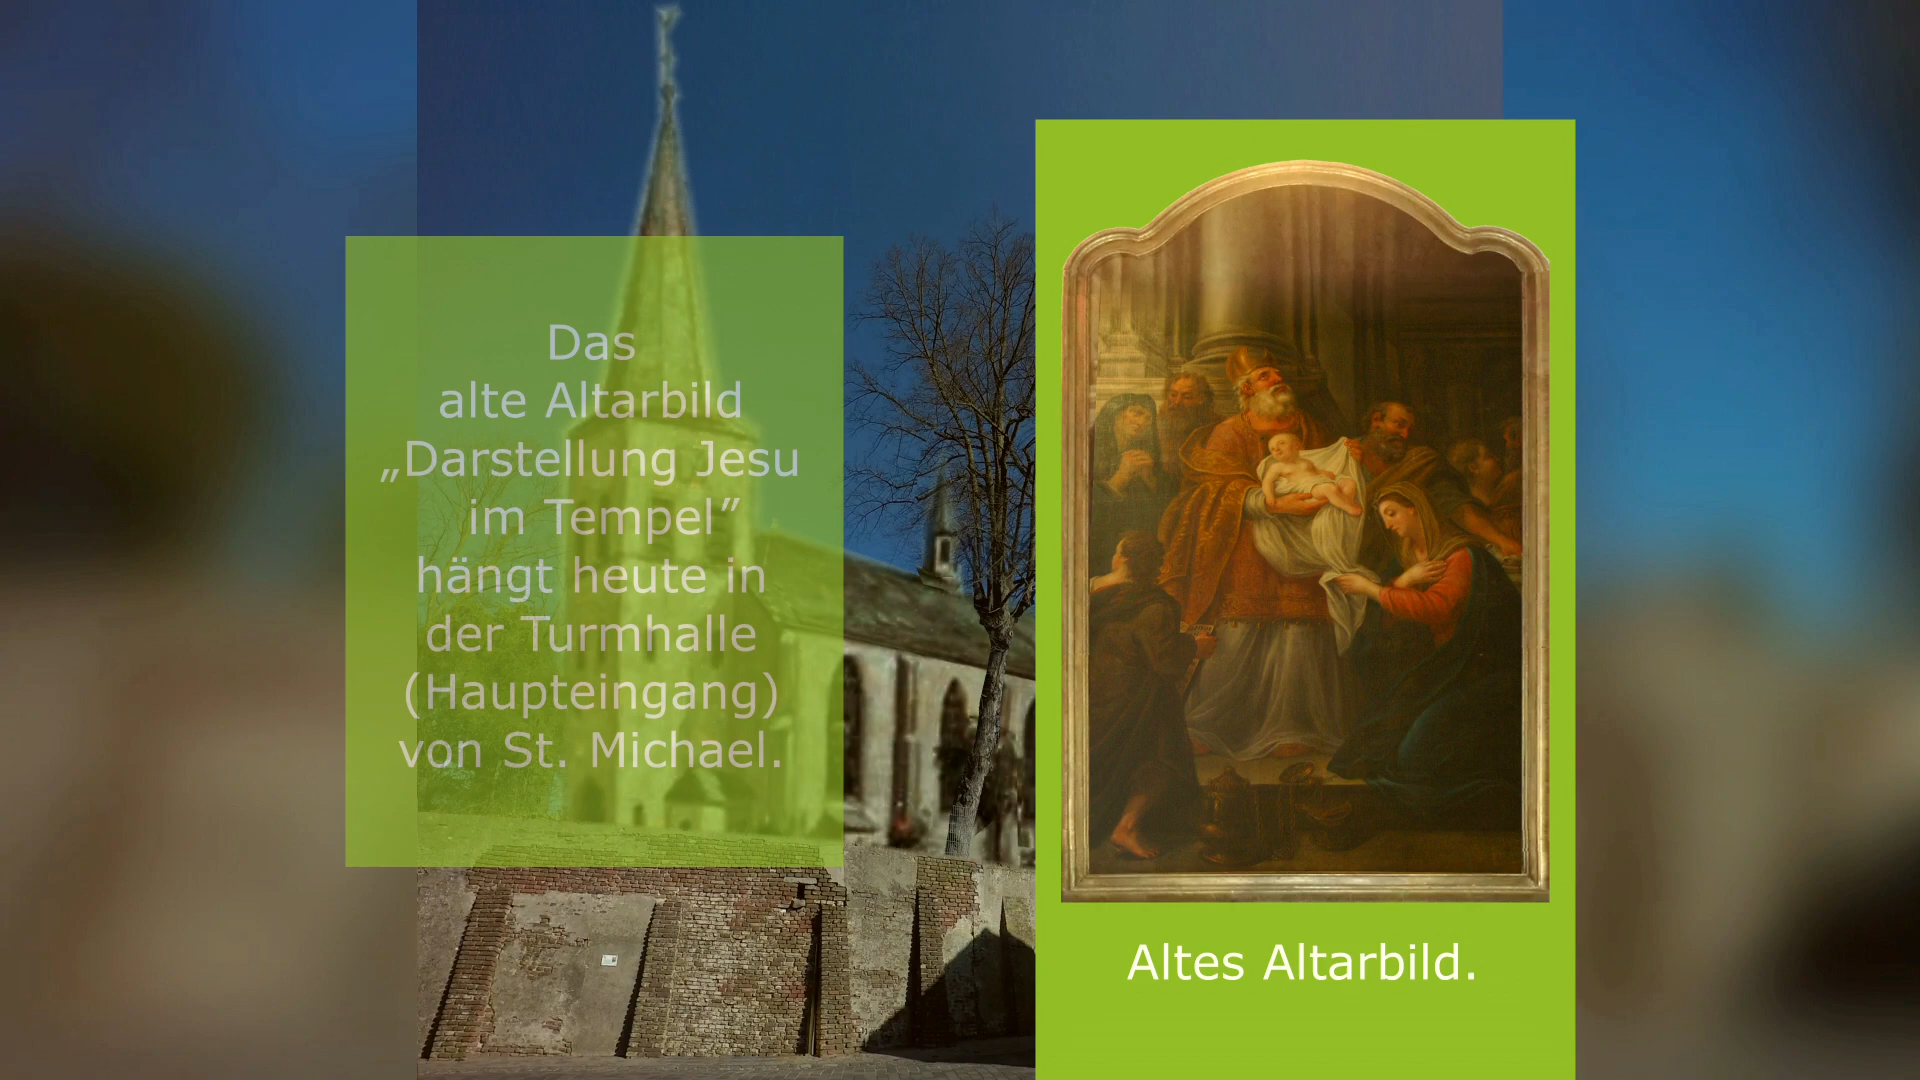 Das
alte Altarbild
„Darstellung Jesu
im Tempel”
hängt heute in
der Turmhalle
(Haupteingang)
von St. Michael.
Altes Altarbild.